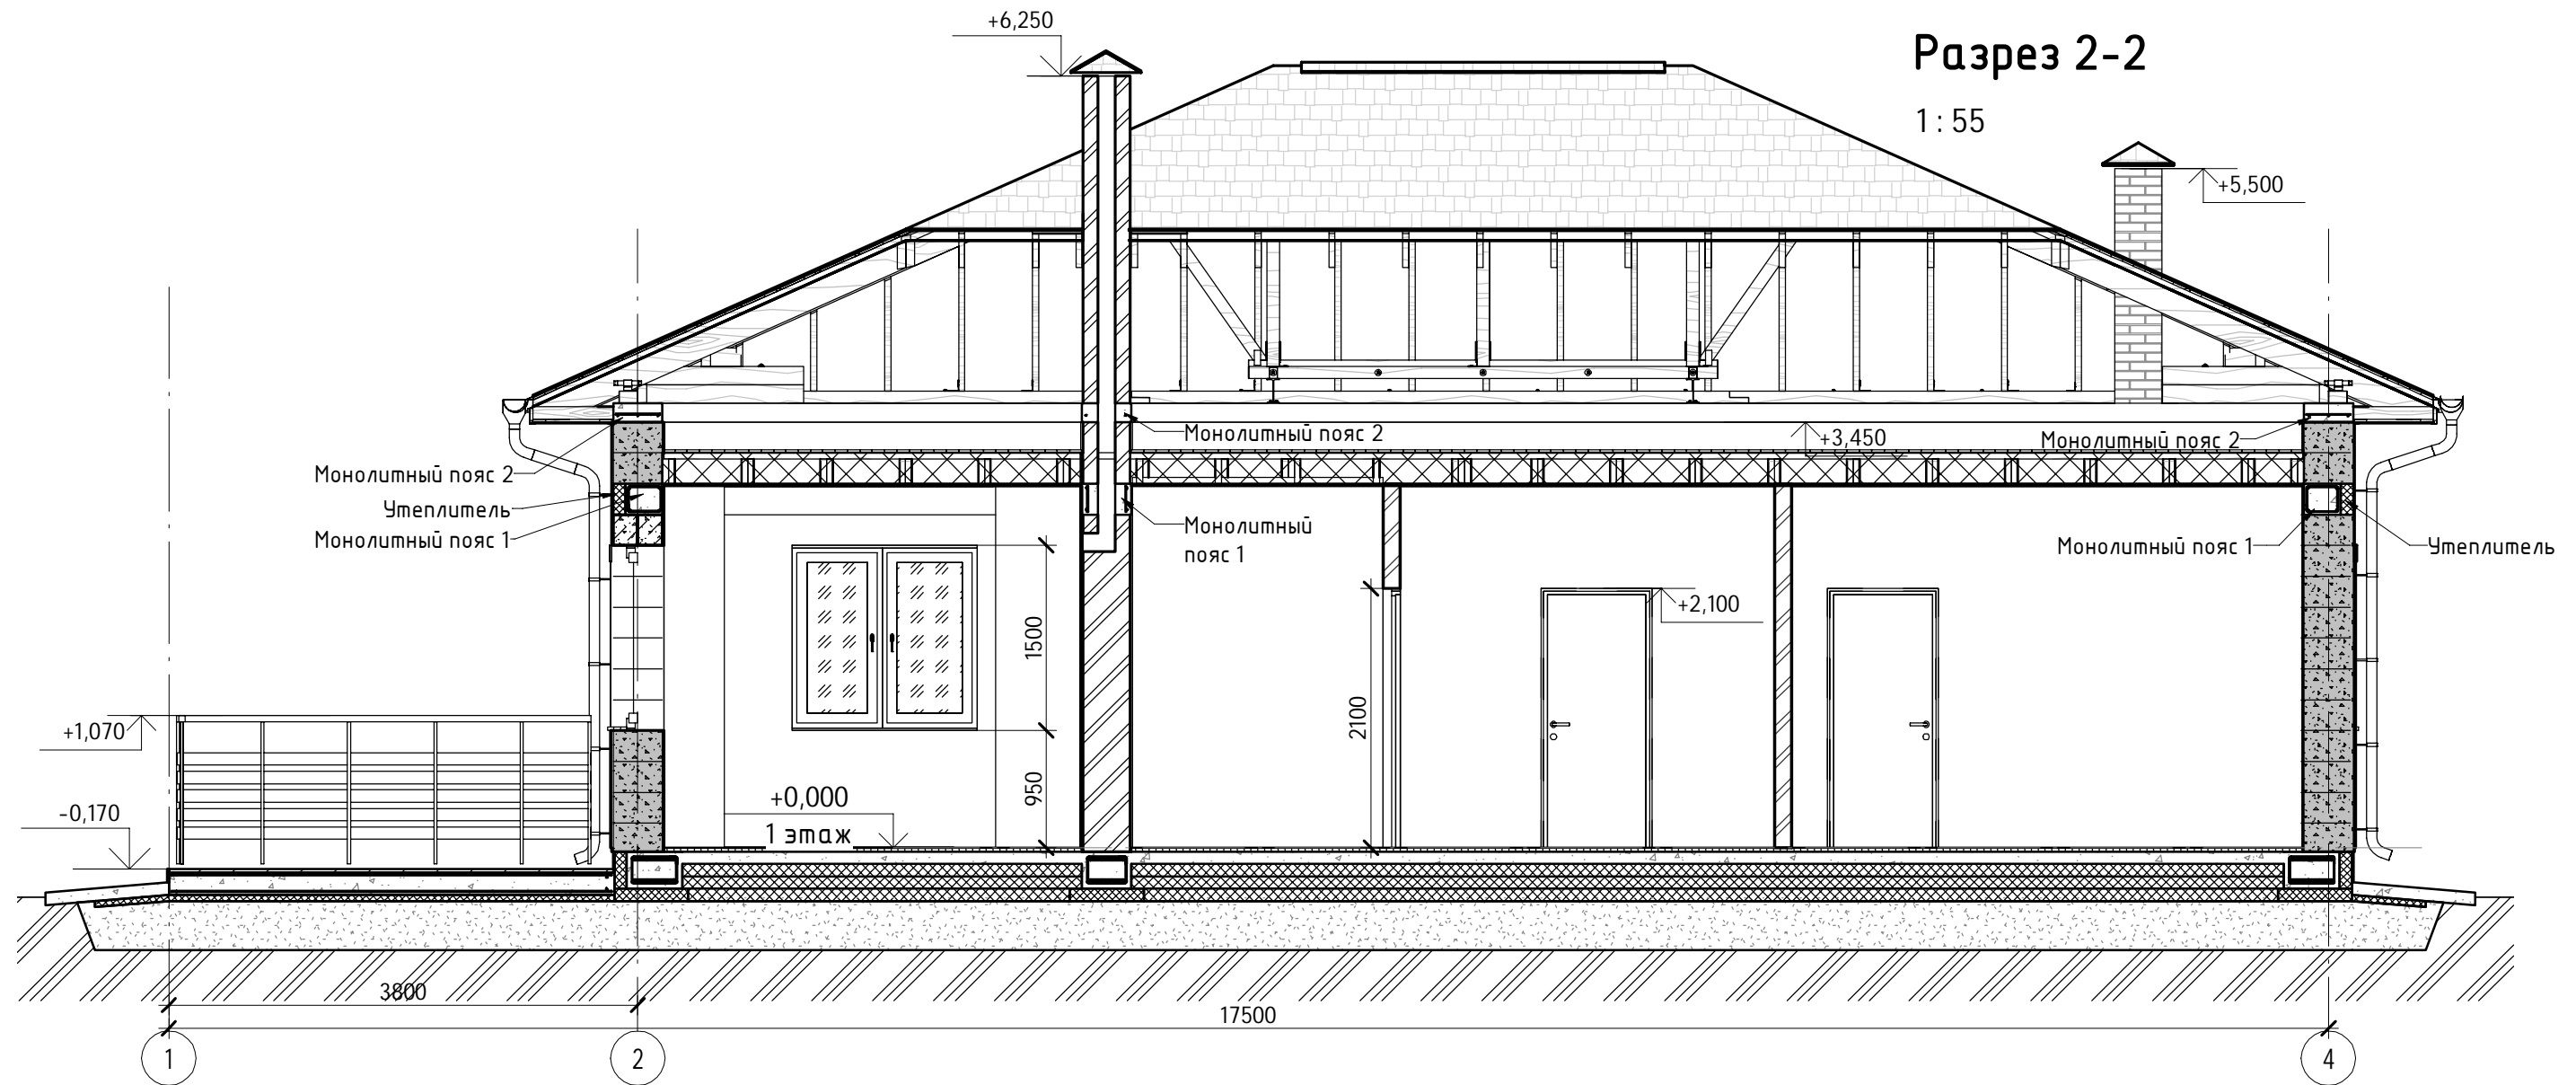 +6,250
Разрез 2-2
1 : 55
+5,500
Монолитный пояс 2
+3,450
Монолитный пояс 2
Монолитный пояс 2
Утеплитель
Монолитный пояс 1
Монолитный
пояс 1
Монолитный пояс 1
Утеплитель
+2,100
1500
2100
+1,070
950
+0,000
1 этаж
-0,170
3800
17500
1
2
4